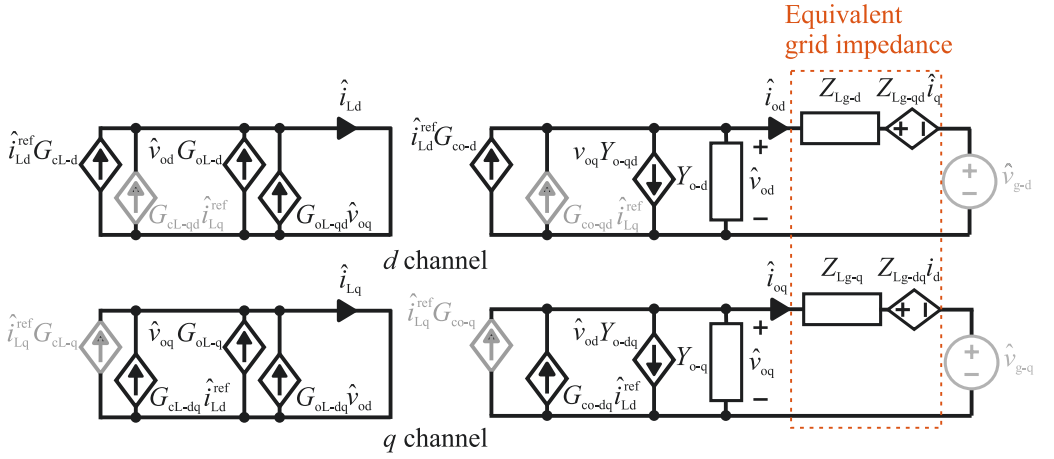 Equivalent
grid impedance
î_Ld î_od Z_Lg-d Z_Lg-qd î_q
î_Ld^ref G_cL-d v̂_od G_oL-d î_Ld^ref G_co-d v_oq Y_o-qd Y_o-d + v̂_od − + − + − v̂_g-d
G_cL-qd î_Lq^ref G_oL-qd v̂_oq G_co-qd î_Lq^ref
d channel
î_Lq î_oq Z_Lg-q Z_Lg-dq i_d
î_Lq^ref G_cL-q v̂_oq G_oL-q î_Lq^ref G_co-q v̂_od Y_o-dq Y_o-q + v̂_oq − + − + − v̂_g-q
G_cL-dq î_Ld^ref G_oL-dq v̂_od G_co-dq î_Ld^ref
q channel